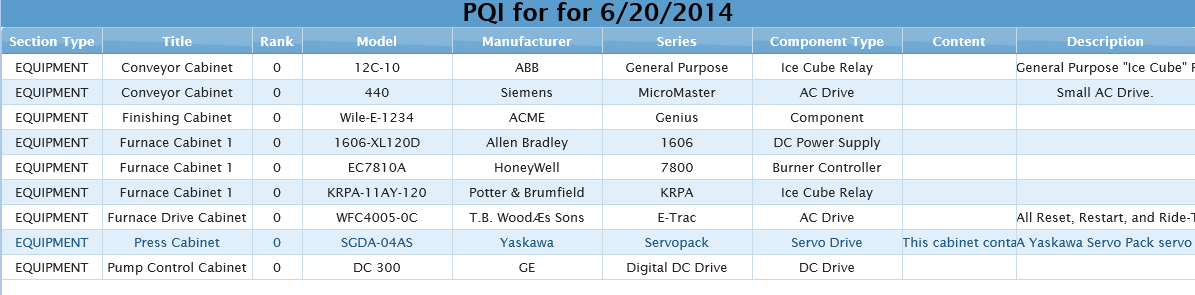 PQI for for 6/20/2014
Section Type Title Rank Model Manufacturer Series Component Type Content Description
EQUIPMENT Conveyor Cabinet 0 12C-10 ABB General Purpose Ice Cube Relay General Purpose "Ice Cube"
EQUIPMENT Conveyor Cabinet 0 440 Siemens MicroMaster AC Drive Small AC Drive.
EQUIPMENT Finishing Cabinet 0 Wile-E-1234 ACME Genius Component
EQUIPMENT Furnace Cabinet 1 0 1606-XL120D Allen Bradley 1606 DC Power Supply
EQUIPMENT Furnace Cabinet 1 0 EC7810A HoneyWell 7800 Burner Controller
EQUIPMENT Furnace Cabinet 1 0 KRPA-11AY-120 Potter & Brumfield KRPA Ice Cube Relay
EQUIPMENT Furnace Drive Cabinet 0 WFC4005-0C T.B. WoodÆs Sons E-Trac AC Drive All Reset, Restart, and Ride-T
EQUIPMENT Press Cabinet 0 SGDA-04AS Yaskawa Servopack Servo Drive This cabinet conta A Yaskawa Servo Pack servo
EQUIPMENT Pump Control Cabinet 0 DC 300 GE Digital DC Drive DC Drive